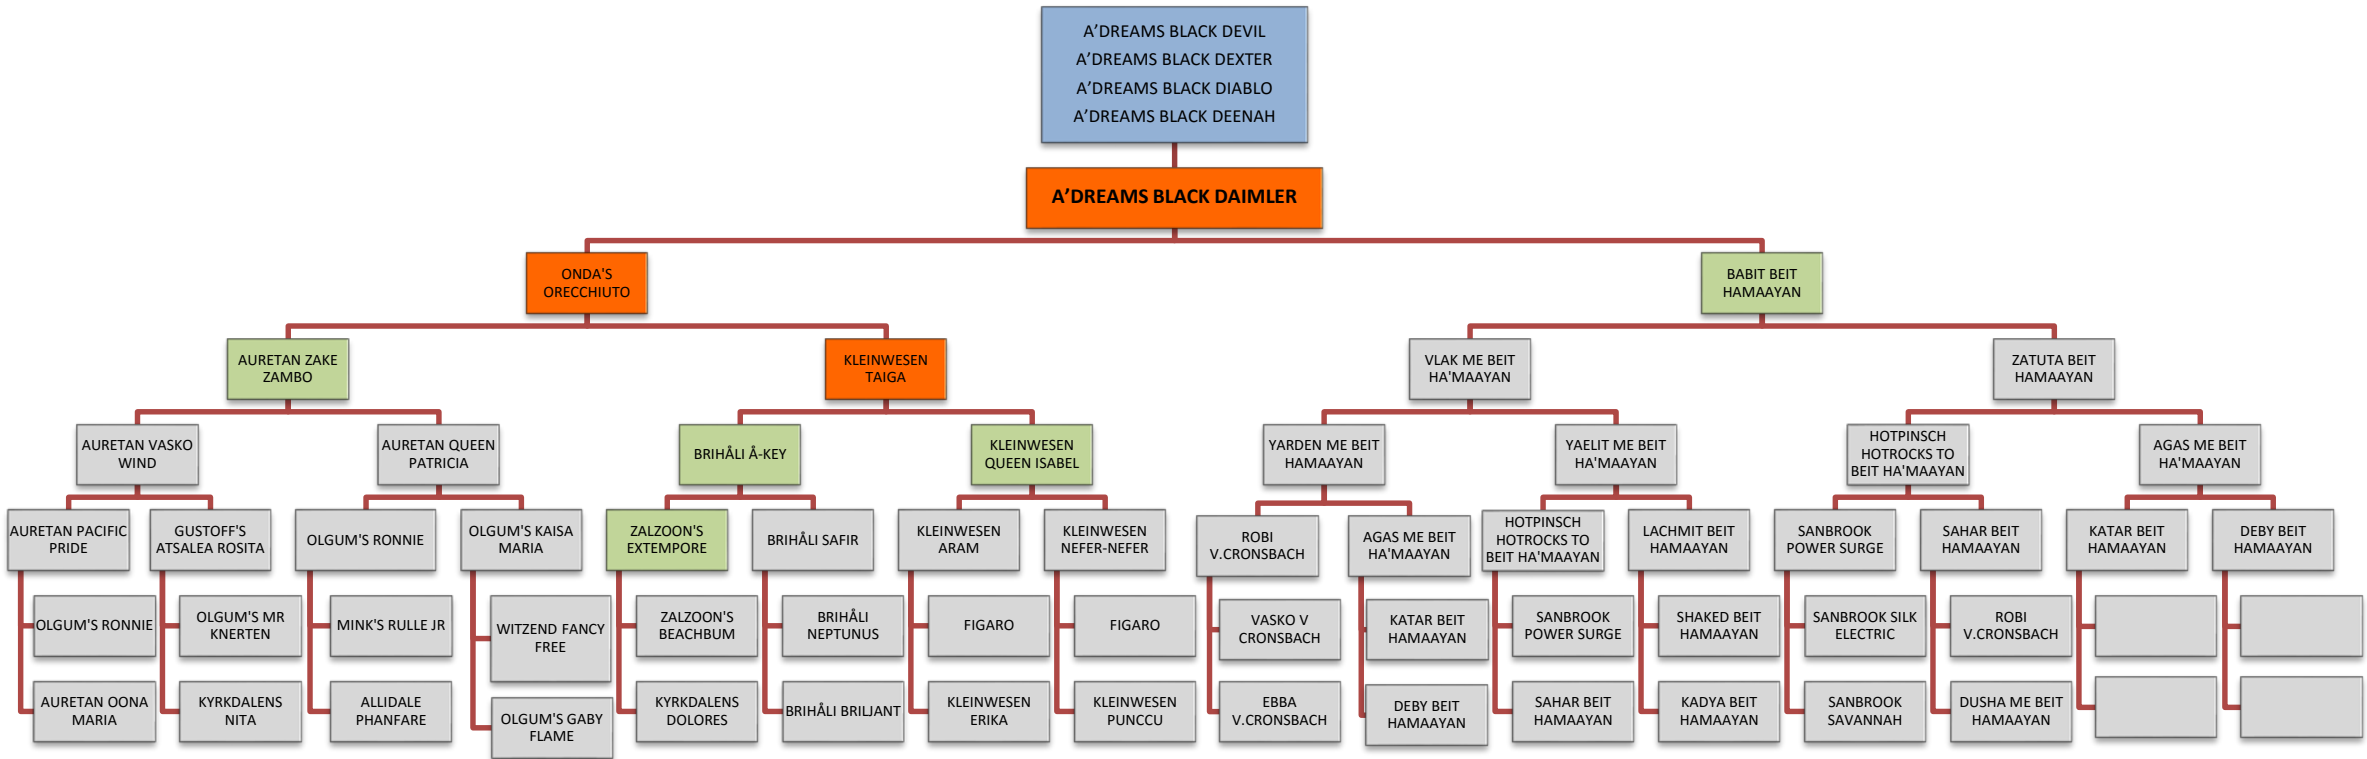 A’DREAMS BLACK DEVIL
A’DREAMS BLACK DEXTER
A’DREAMS BLACK DIABLO
A’DREAMS BLACK DEENAH
A’DREAMS BLACK DAIMLER
ONDA'S
ORECCHIUTO
BABIT BEIT
HAMAAYAN
AURETAN ZAKE
ZAMBO
KLEINWESEN
TAIGA
VLAK ME BEIT
HA'MAAYAN
ZATUTA BEIT
HAMAAYAN
AURETAN VASKO
WIND
AURETAN QUEEN
PATRICIA
BRIHÅLI Å-KEY
KLEINWESEN
QUEEN ISABEL
YARDEN ME BEIT
HAMAAYAN
YAELIT ME BEIT
HA'MAAYAN
HOTPINSCH
HOTROCKS TO
BEIT HA'MAAYAN
AGAS ME BEIT
HA'MAAYAN
AURETAN PACIFIC
PRIDE
GUSTOFF'S
ATSALEA ROSITA
OLGUM'S RONNIE
OLGUM'S KAISA
MARIA
ZALZOON'S
EXTEMPORE
BRIHÅLI SAFIR
KLEINWESEN
ARAM
KLEINWESEN
NEFER-NEFER
ROBI
V.CRONSBACH
AGAS ME BEIT
HA'MAAYAN
HOTPINSCH
HOTROCKS TO
BEIT HA'MAAYAN
LACHMIT BEIT
HAMAAYAN
SANBROOK
POWER SURGE
SAHAR BEIT
HAMAAYAN
KATAR BEIT
HAMAAYAN
DEBY BEIT
HAMAAYAN
OLGUM'S RONNIE
OLGUM'S MR
KNERTEN
MINK'S RULLE JR
WITZEND FANCY
FREE
ZALZOON'S
BEACHBUM
BRIHÅLI
NEPTUNUS
FIGARO
FIGARO
VASKO V
CRONSBACH
KATAR BEIT
HAMAAYAN
SANBROOK
POWER SURGE
SHAKED BEIT
HAMAAYAN
SANBROOK SILK
ELECTRIC
ROBI
V.CRONSBACH
AURETAN OONA
MARIA
KYRKDALENS
NITA
ALLIDALE
PHANFARE
OLGUM'S GABY
FLAME
KYRKDALENS
DOLORES
BRIHÅLI BRILJANT
KLEINWESEN
ERIKA
KLEINWESEN
PUNCCU
EBBA
V.CRONSBACH
DEBY BEIT
HAMAAYAN
SAHAR BEIT
HAMAAYAN
KADYA BEIT
HAMAAYAN
SANBROOK
SAVANNAH
DUSHA ME BEIT
HAMAAYAN